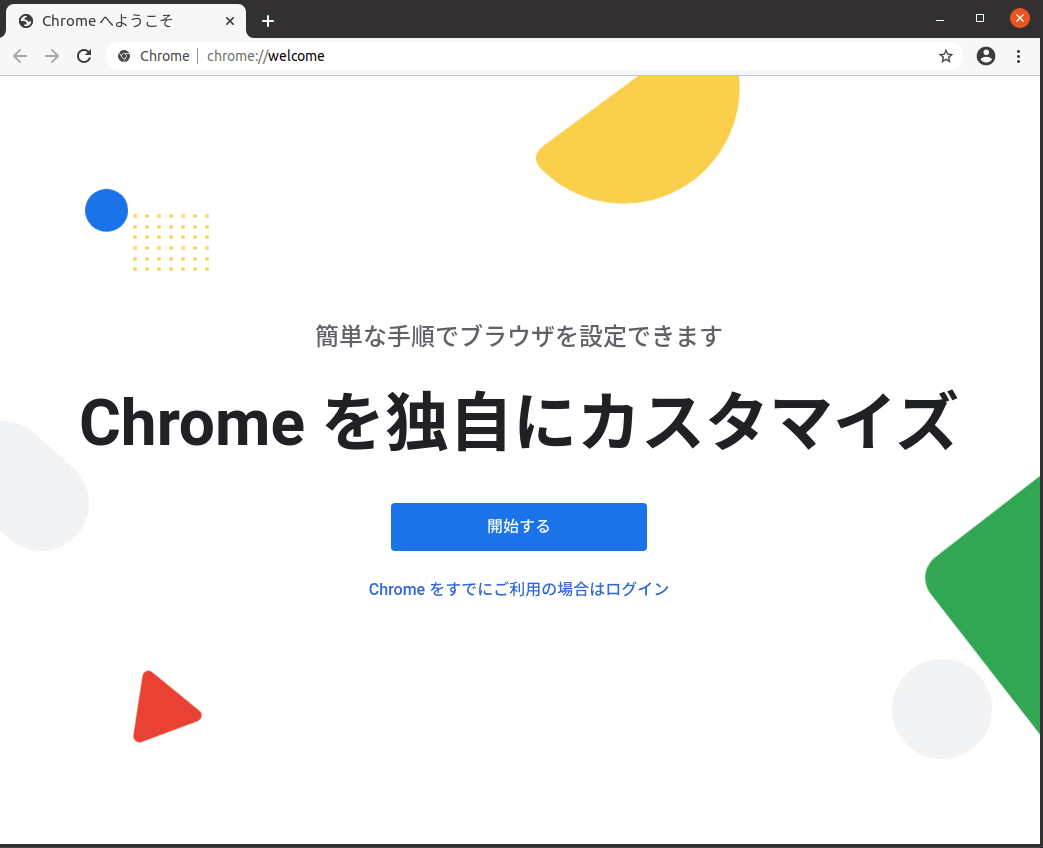 Chrome へようこそ
Chrome | chrome://welcome
簡単な手順でブラウザを設定できます
Chrome を独自にカスタマイズ
開始する
Chrome をすでにご利用の場合はログイン